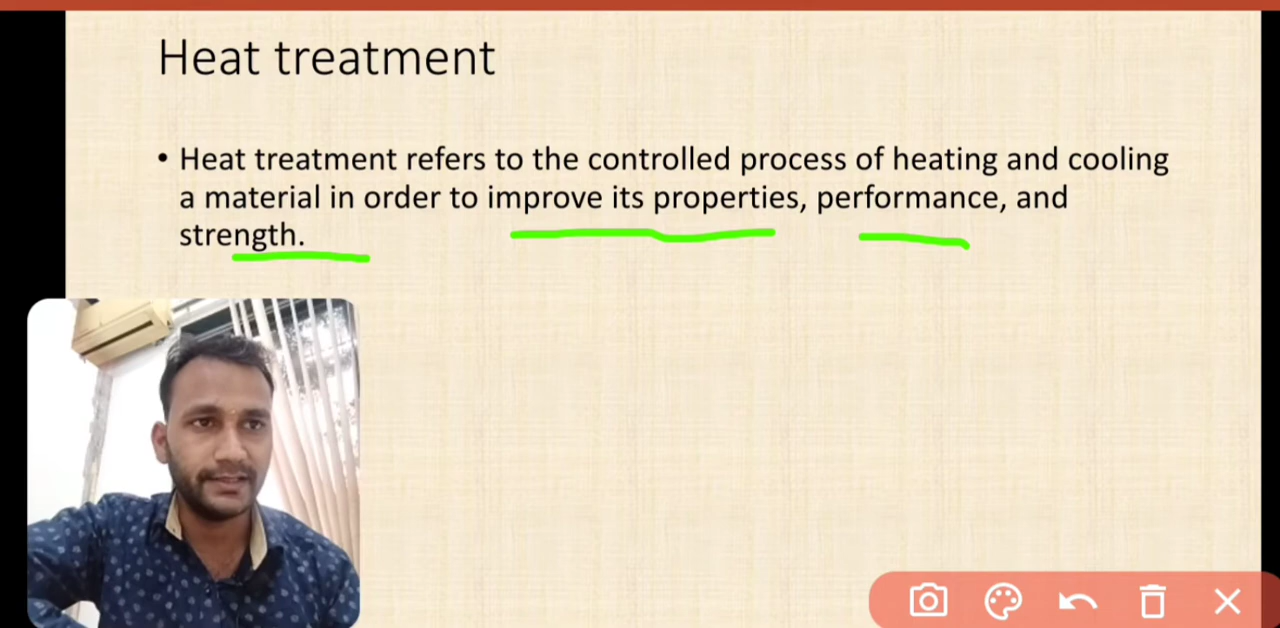 Heat treatment
• Heat treatment refers to the controlled process of heating and cooling
a material in order to improve its properties, performance, and
strength.